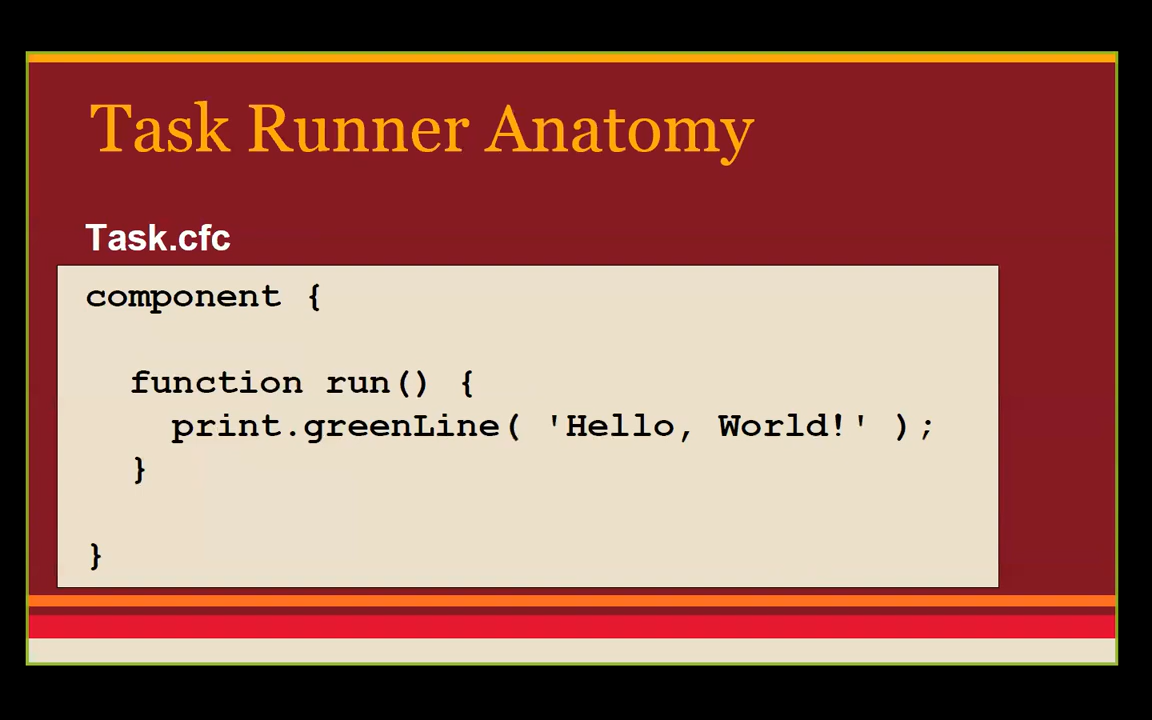 Task Runner Anatomy
Task.cfc
component {
function run() {
print.greenLine( 'Hello, World!' );
}
}